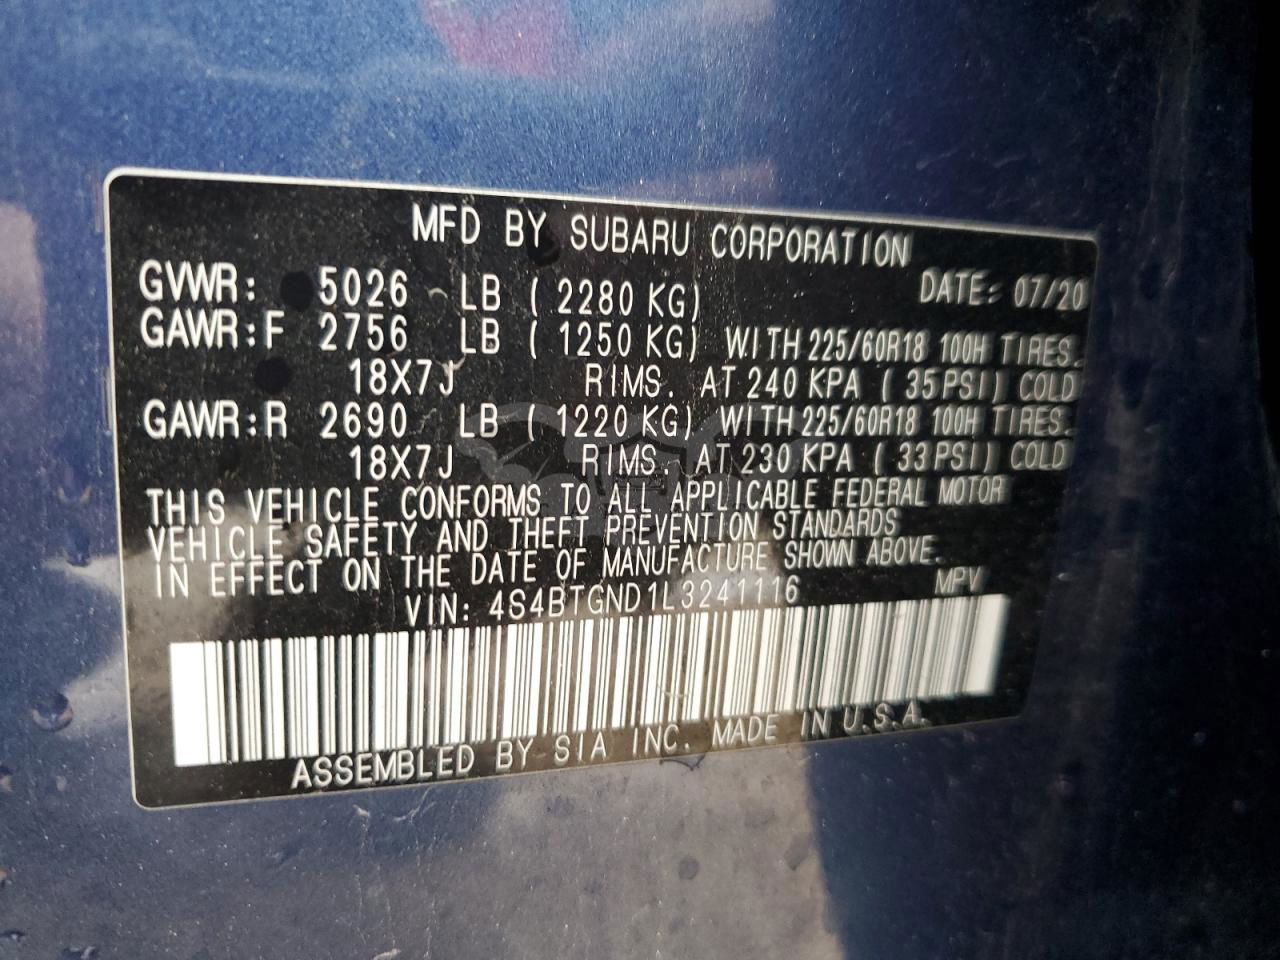 MFD BY SUBARU CORPORATION
DATE: 07/20
GVWR: 5026 LB ( 2280 KG)
GAWR:F 2756 LB ( 1250 KG) WITH 225/60R18 100H TIRES.
18X7J RIMS. AT 240 KPA ( 35PSI) COLD
GAWR:R 2690 LB ( 1220 KG) WITH 225/60R18 100H TIRES.
18X7J RIMS. AT 230 KPA ( 33PSI) COLD
THIS VEHICLE CONFORMS TO ALL APPLICABLE FEDERAL MOTOR
VEHICLE SAFETY AND THEFT PREVENTION STANDARDS
IN EFFECT ON THE DATE OF MANUFACTURE SHOWN ABOVE.
VIN: 4S4BTGND1L3241116 MPV
ASSEMBLED BY SIA INC. MADE IN U.S.A.